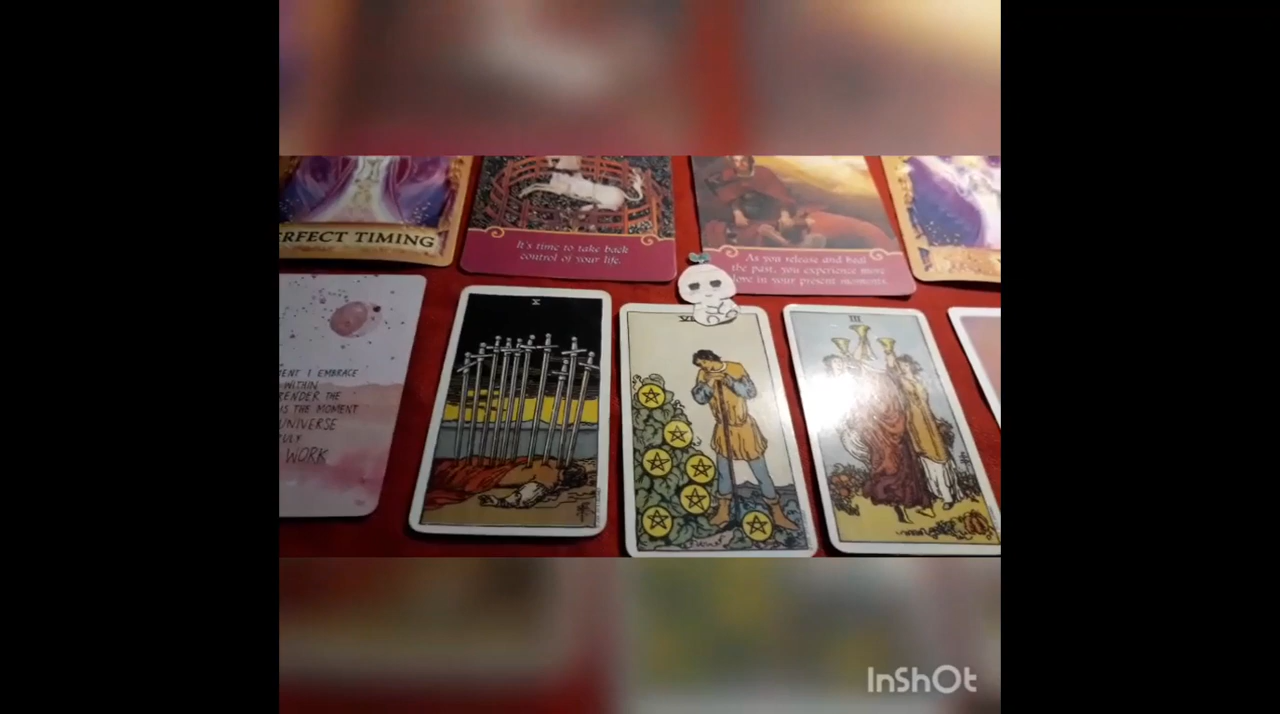 RFECT TIMING
It's time to take back
control of your life.
As you release and heal
the past, you experience more
love in your present moments.
ENT I EMBRACE
WITHIN
RENDER THE
IS THE MOMENT
UNIVERSE
ULY
WORK
X
VI
III
InShOt